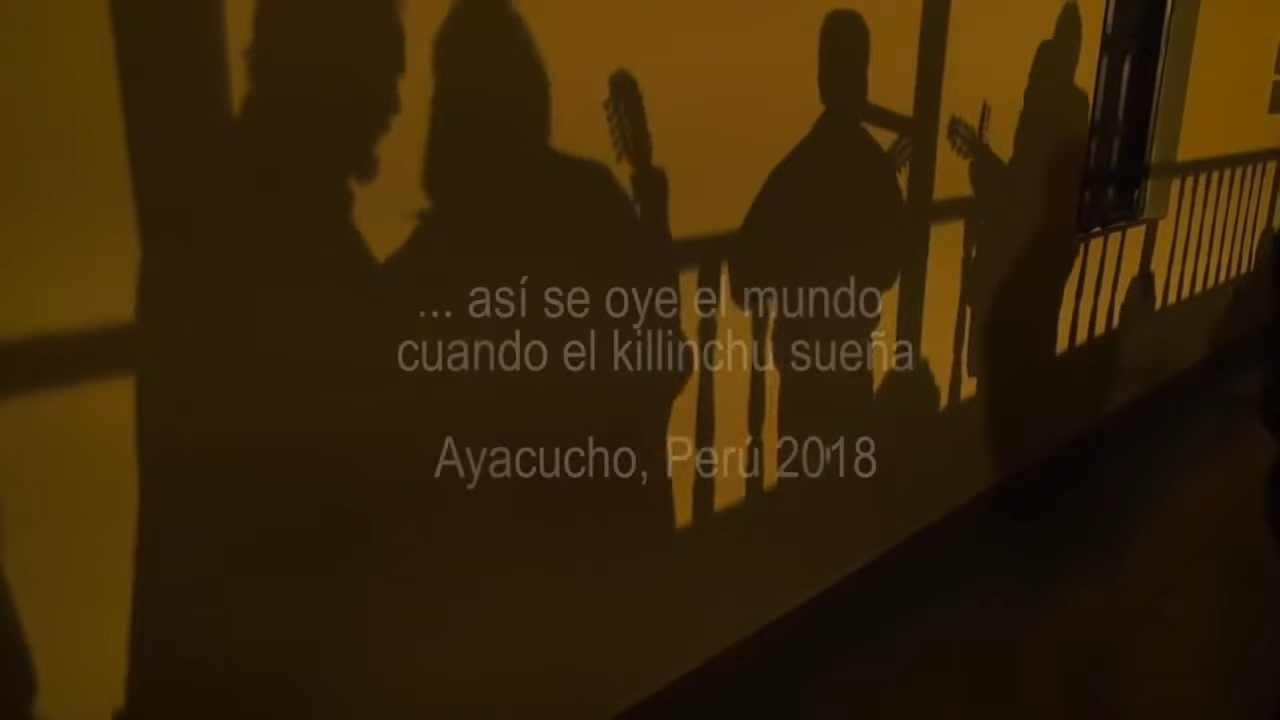 ... así se oye el mundo
cuando el killinchu sueña
Ayacucho, Perú 2018